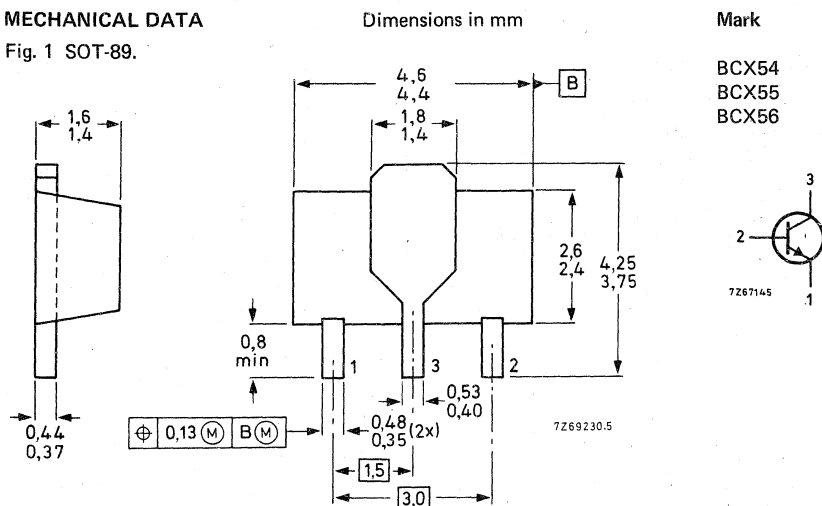 MECHANICAL DATA
Dimensions in mm
Mark
Fig. 1 SOT-89.
BCX54
BCX55
BCX56
4,6
4,4
B
1,6
1,4
1,8
1,4
2,6
2,4
4,25
3,75
3
2
1
7Z67145
0,8
min
1
3
2
0,44
0,37
⌖ 0,13 Ⓜ B Ⓜ
0,48
0,35 (2x)
0,53
0,40
7Z69230.5
1,5
3,0